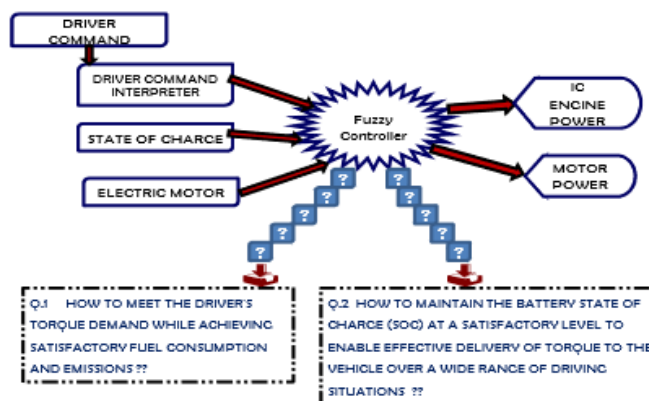 DRIVER
COMMAND
DRIVER COMMAND
INTERPRETER
STATE OF CHARGE
ELECTRIC MOTOR
Fuzzy
Controller
IC
ENGINE
POWER
MOTOR
POWER
?
?
?
?
?
?
?
?
?
?
Q.1 HOW TO MEET THE DRIVER'S
TORQUE DEMAND WHILE ACHIEVING
SATISFACTORY FUEL CONSUMPTION
AND EMISSIONS ??
Q.2 HOW TO MAINTAIN THE BATTERY STATE OF
CHARGE (SOC) AT A SATISFACTORY LEVEL TO
ENABLE EFFECTIVE DELIVERY OF TORQUE TO THE
VEHICLE OVER A WIDE RANGE OF DRIVING
SITUATIONS ??